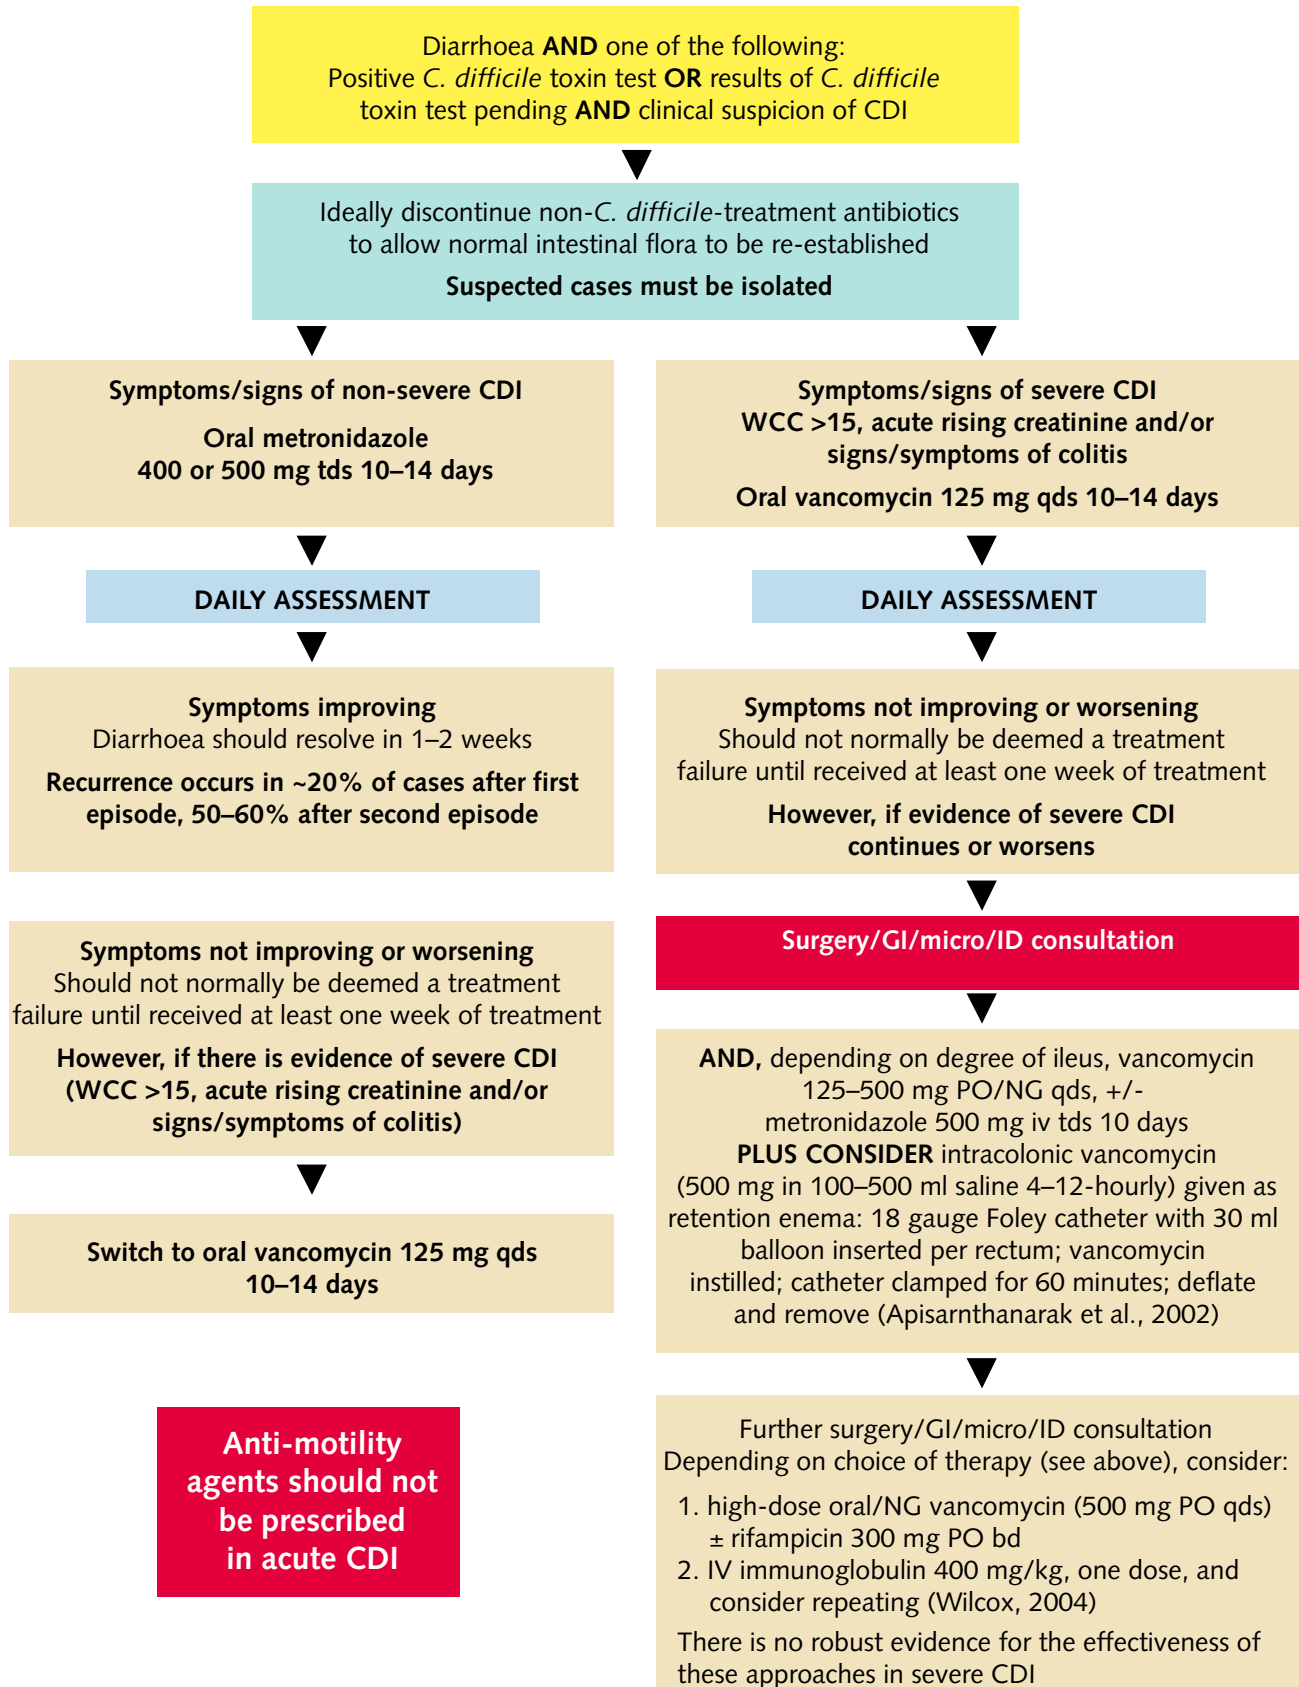 Diarrhoea AND one of the following:
Positive C. difficile toxin test OR results of C. difficile
toxin test pending AND clinical suspicion of CDI
Ideally discontinue non-C. difficile-treatment antibiotics
to allow normal intestinal flora to be re-established
Suspected cases must be isolated
Symptoms/signs of non-severe CDI
Oral metronidazole
400 or 500 mg tds 10–14 days
DAILY ASSESSMENT
Symptoms improving
Diarrhoea should resolve in 1–2 weeks
Recurrence occurs in ~20% of cases after first
episode, 50–60% after second episode
Symptoms not improving or worsening
Should not normally be deemed a treatment
failure until received at least one week of treatment
However, if there is evidence of severe CDI
(WCC >15, acute rising creatinine and/or
signs/symptoms of colitis)
Switch to oral vancomycin 125 mg qds
10–14 days
Anti-motility
agents should not
be prescribed
in acute CDI
Symptoms/signs of severe CDI
WCC >15, acute rising creatinine and/or
signs/symptoms of colitis
Oral vancomycin 125 mg qds 10–14 days
DAILY ASSESSMENT
Symptoms not improving or worsening
Should not normally be deemed a treatment
failure until received at least one week of treatment
However, if evidence of severe CDI
continues or worsens
Surgery/GI/micro/ID consultation
AND, depending on degree of ileus, vancomycin
125–500 mg PO/NG qds, +/-
metronidazole 500 mg iv tds 10 days
PLUS CONSIDER intracolonic vancomycin
(500 mg in 100–500 ml saline 4–12-hourly) given as
retention enema: 18 gauge Foley catheter with 30 ml
balloon inserted per rectum; vancomycin
instilled; catheter clamped for 60 minutes; deflate
and remove (Apisarnthanarak et al., 2002)
Further surgery/GI/micro/ID consultation
Depending on choice of therapy (see above), consider:
1. high-dose oral/NG vancomycin (500 mg PO qds)
± rifampicin 300 mg PO bd
2. IV immunoglobulin 400 mg/kg, one dose, and
consider repeating (Wilcox, 2004)
There is no robust evidence for the effectiveness of
these approaches in severe CDI